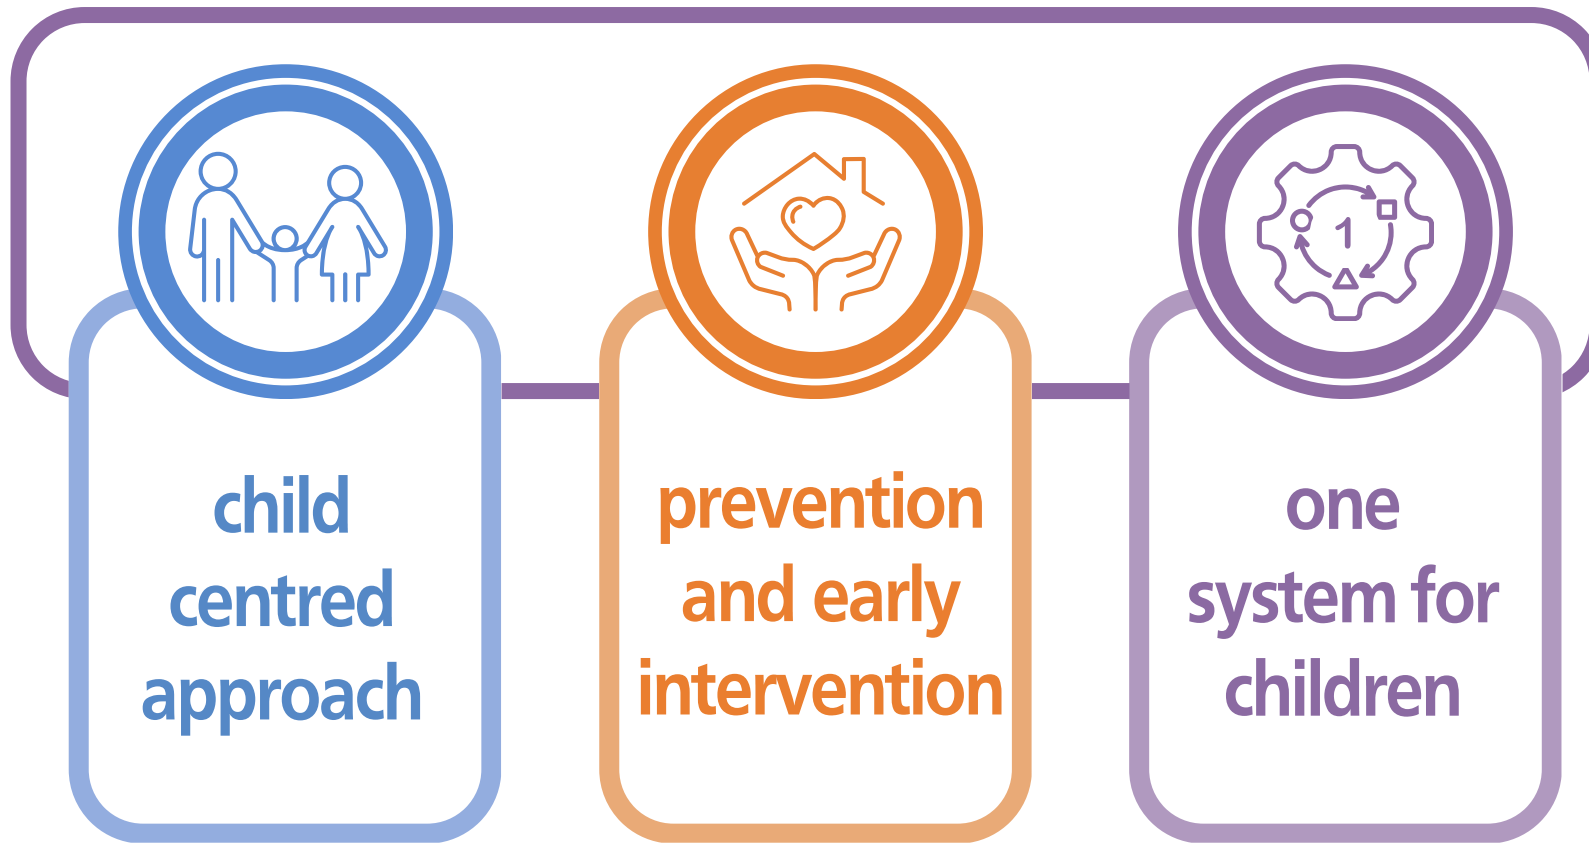 1
child
centred
approach
prevention
and early
intervention
one
system for
children